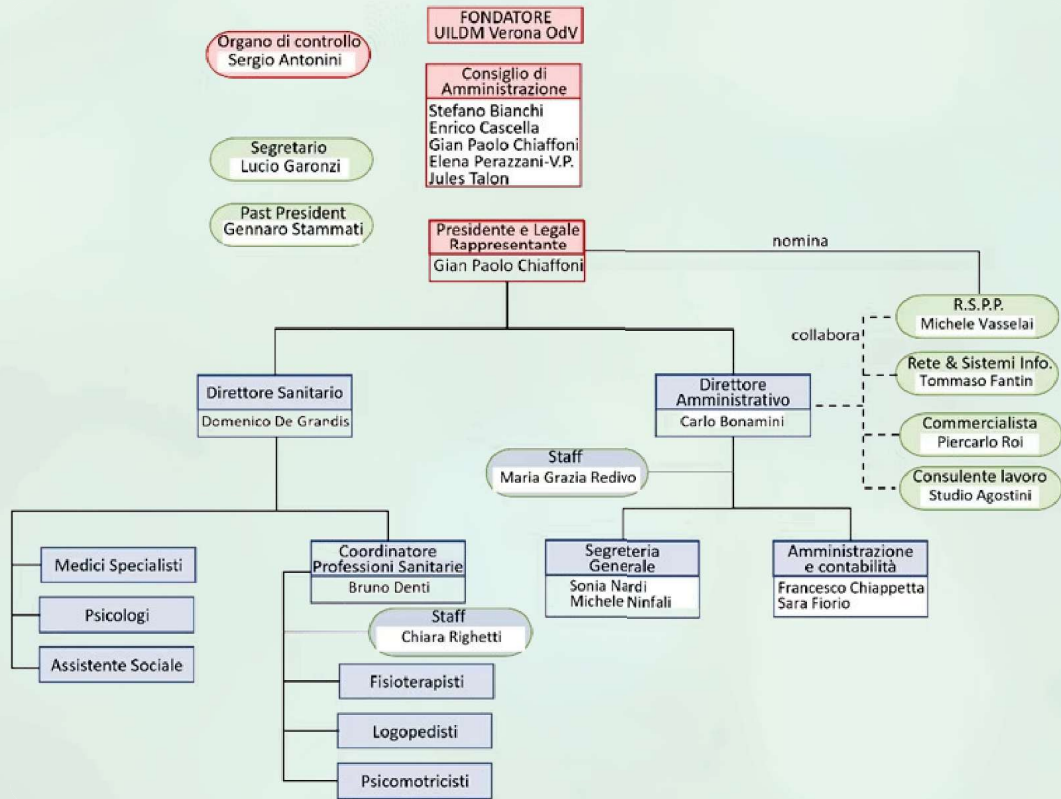 FONDATORE
UILDM Verona OdV
Organo di controllo
Sergio Antonini
Consiglio di
Amministrazione
Stefano Bianchi
Enrico Cascella
Gian Paolo Chiaffoni
Elena Perazzani-V.P.
Jules Talon
Segretario
Lucio Garonzi
Past President
Gennaro Stammati
Presidente e Legale
Rappresentante
Gian Paolo Chiaffoni
nomina
R.S.P.P.
Michele Vasselai
collabora
Rete & Sistemi Info.
Tommaso Fantin
Commercialista
Piercarlo Roi
Consulente lavoro
Studio Agostini
Direttore Sanitario
Domenico De Grandis
Direttore
Amministrativo
Carlo Bonamini
Staff
Maria Grazia Redivo
Medici Specialisti
Psicologi
Assistente Sociale
Coordinatore
Professioni Sanitarie
Bruno Denti
Staff
Chiara Righetti
Fisioterapisti
Logopedisti
Psicomotricisti
Segreteria
Generale
Sonia Nardi
Michele Ninfali
Amministrazione
e contabilità
Francesco Chiappetta
Sara Fiorio